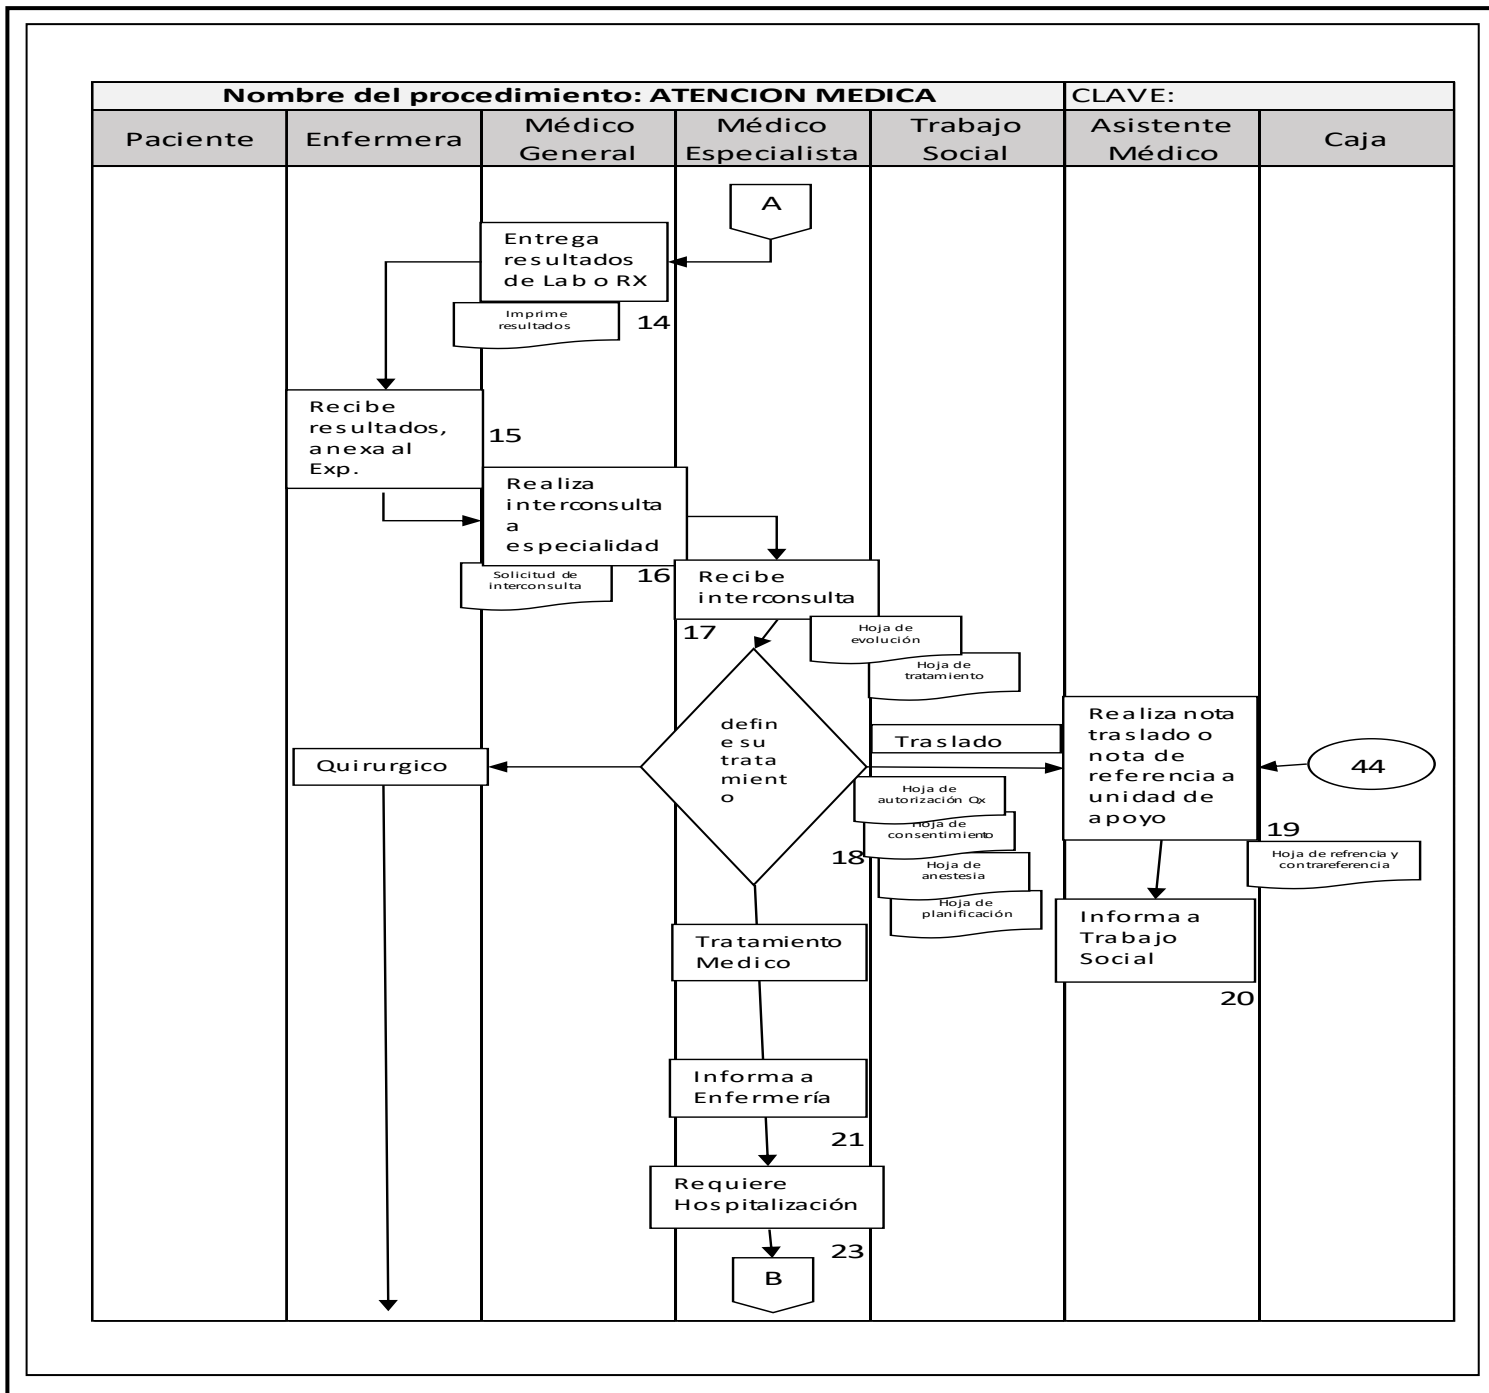 Nombre del procedimiento: ATENCION MEDICA
CLAVE:
Paciente
Enfermera
Médico
General
Médico
Especialista
Trabajo
Social
Asistente
Médico
Caja
A
Entrega
resultados
de Lab o RX
Imprime
resultados
14
Recibe
resultados,
anexa al
Exp.
15
Realiza
interconsulta
a
especialidad
Solicitud de
interconsulta
16
Recibe
interconsulta
17
Hoja de
evolución
Hoja de
tratamiento
defin
e su
trata
mient
o
18
Quirurgico
Traslado
Realiza nota
traslado o
nota de
referencia a
unidad de
apoyo
44
19
Hoja de
autorización Qx
Hoja de
consentimiento
Hoja de
anestesia
Hoja de
planificación
Hoja de refrencia y
contrareferencia
Informa a
Trabajo
Social
20
Tratamiento
Medico
Informa a
Enfermería
21
Requiere
Hospitalización
23
B